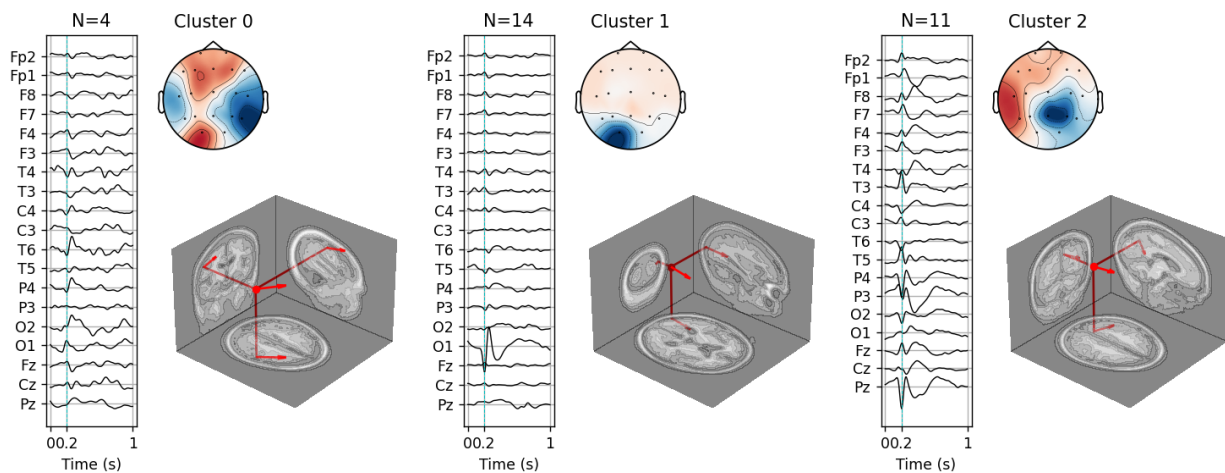 N=4 Cluster 0
Fp2
Fp1
F8
F7
F4
F3
T4
T3
C4
C3
T6
T5
P4
P3
O2
O1
Fz
Cz
Pz
00.2 1
Time (s)
N=14 Cluster 1
Fp2
Fp1
F8
F7
F4
F3
T4
T3
C4
C3
T6
T5
P4
P3
O2
O1
Fz
Cz
Pz
00.2 1
Time (s)
N=11 Cluster 2
Fp2
Fp1
F8
F7
F4
F3
T4
T3
C4
C3
T6
T5
P4
P3
O2
O1
Fz
Cz
Pz
00.2 1
Time (s)